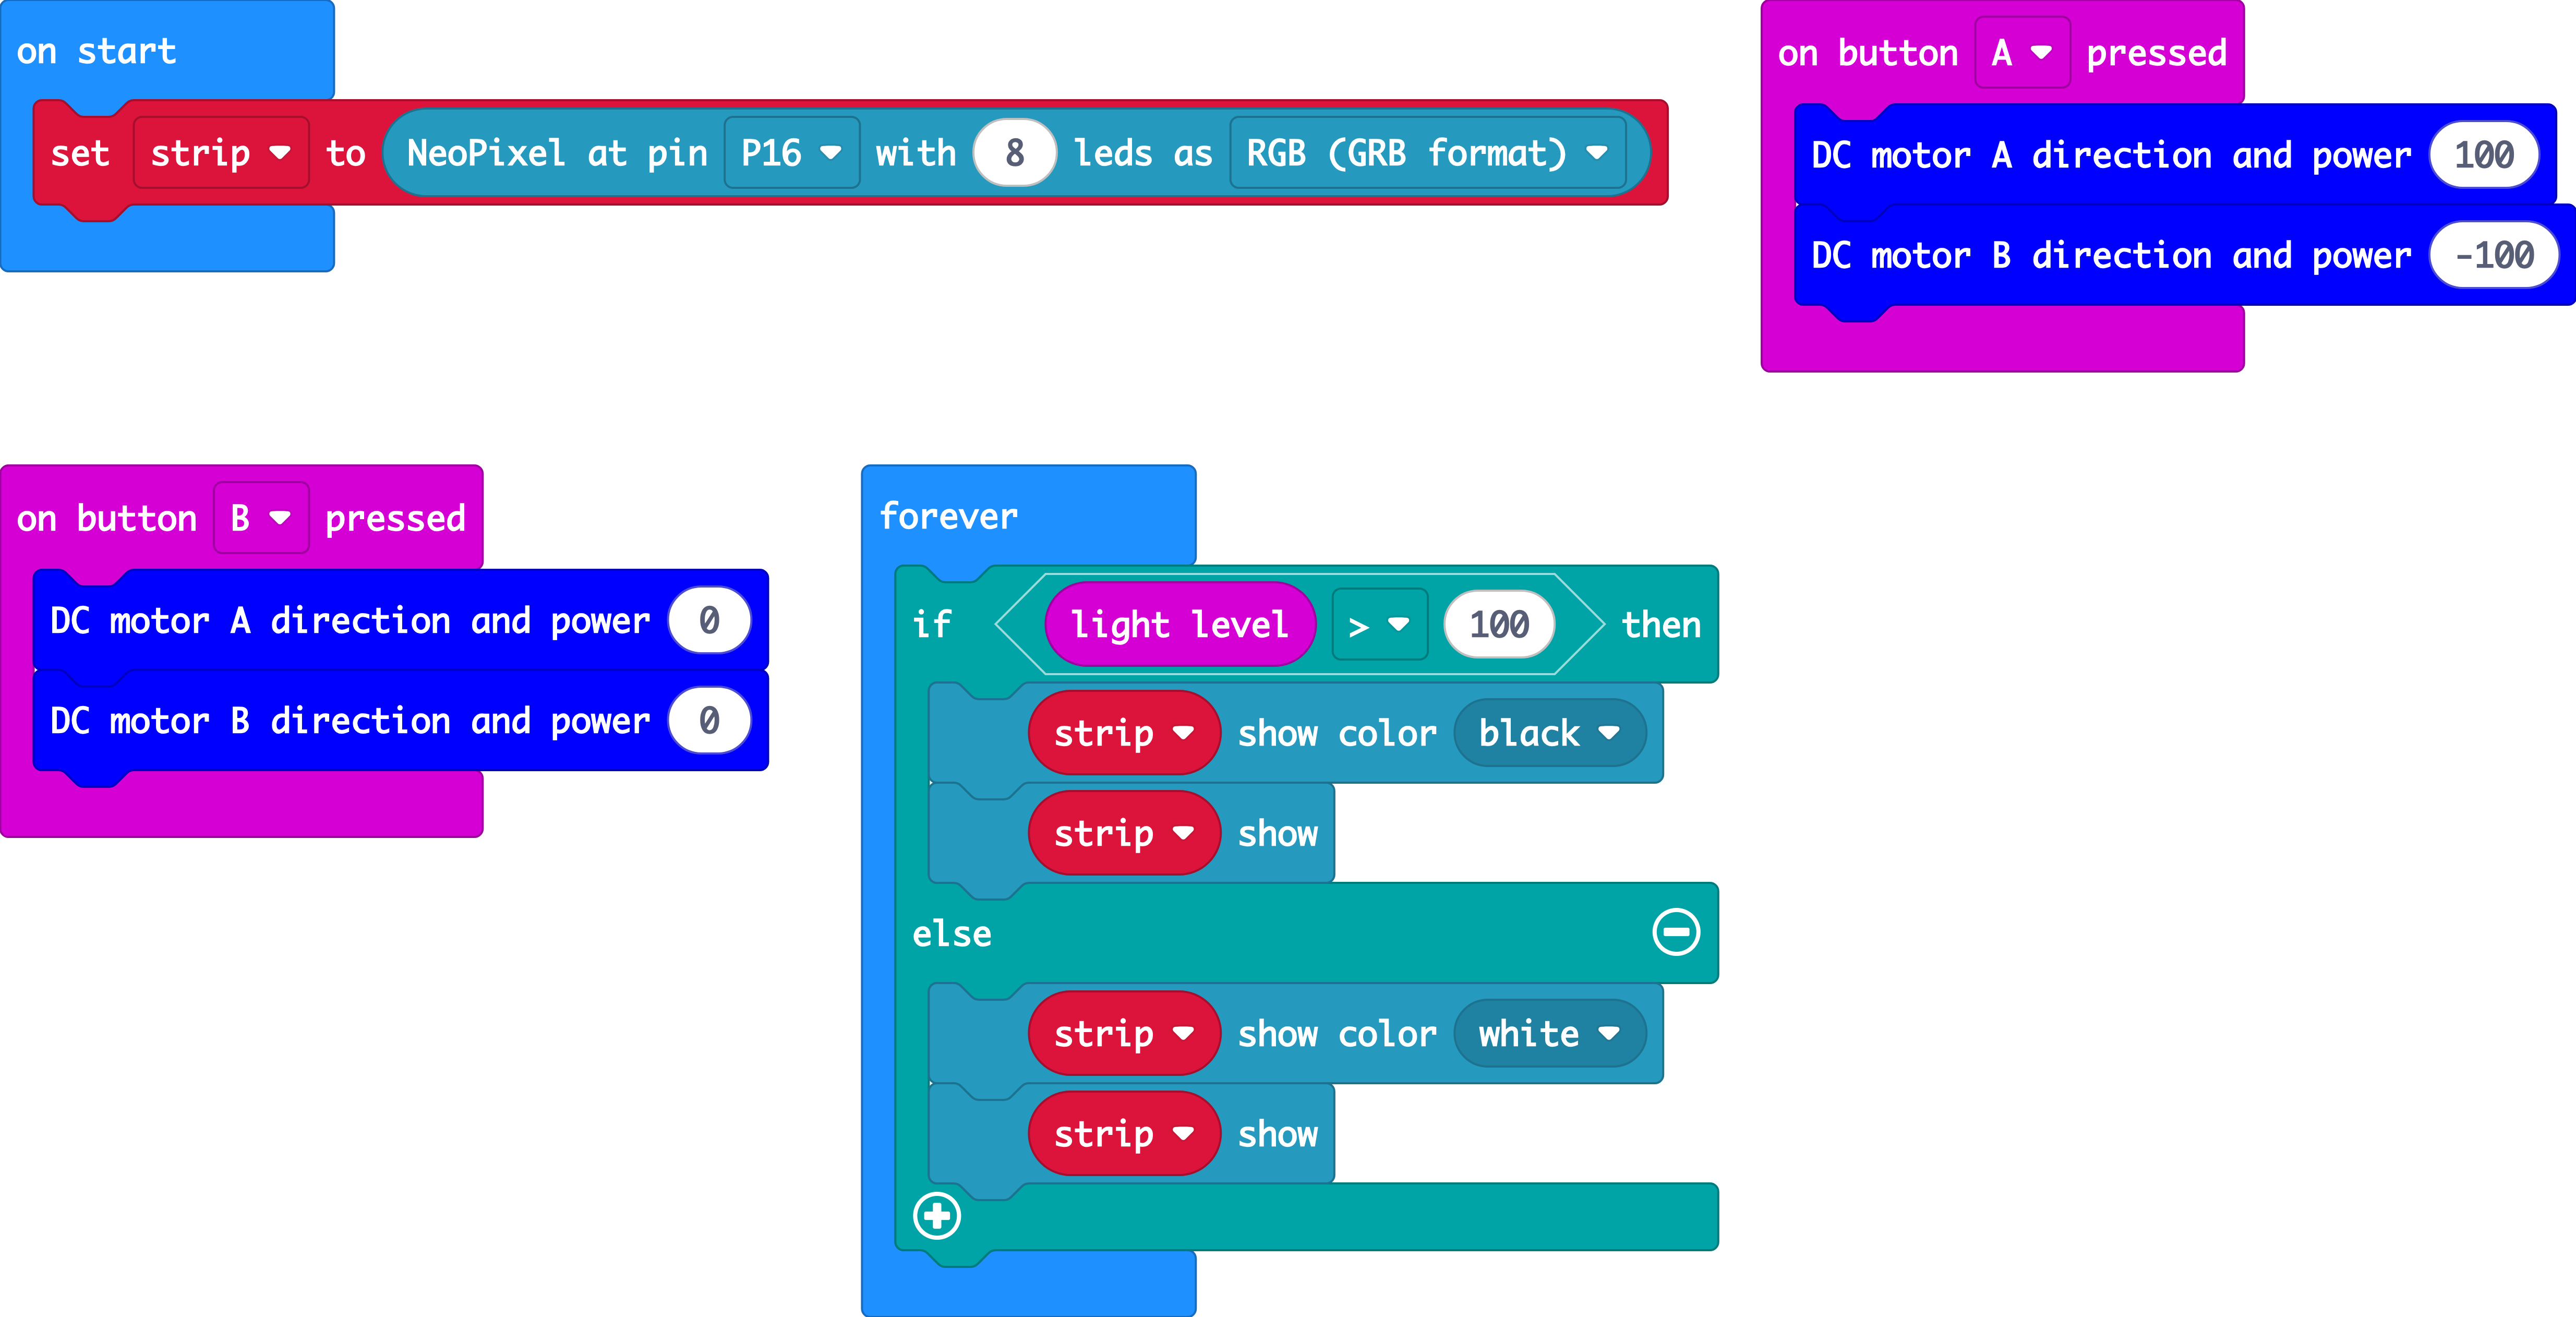 on start
set strip to NeoPixel at pin P16 with 8 leds as RGB (GRB format)
on button A pressed
DC motor A direction and power 100
DC motor B direction and power -100
on button B pressed
DC motor A direction and power 0
DC motor B direction and power 0
forever
if light level > 100 then
strip show color black
strip show
else
strip show color white
strip show